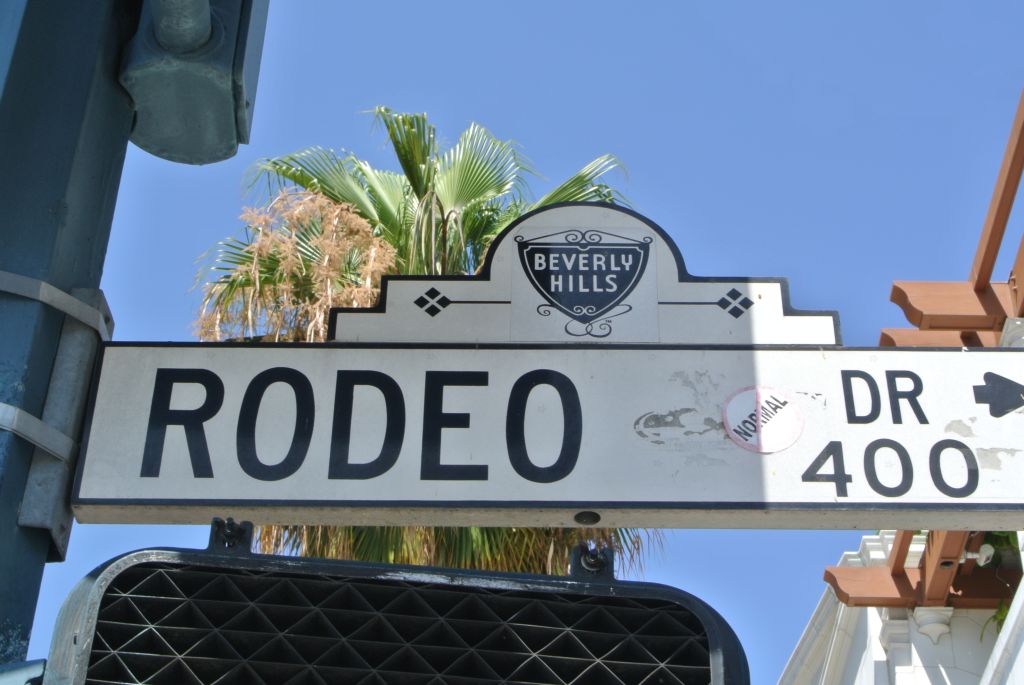 BEVERLY
HILLS
RODEO
DR
400
NORMAL